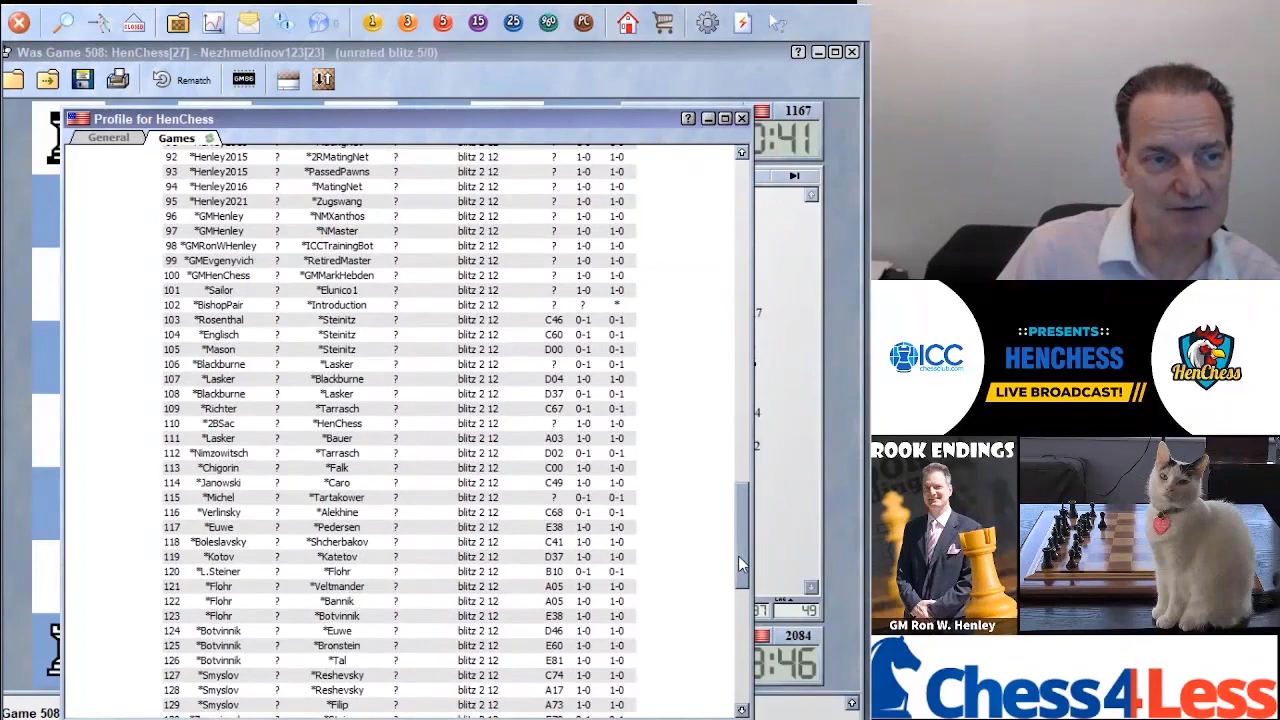 CLOSED
1 3 5 15 25 960 PC
Was Game 508: HenChess[27] - Nezhmetdinov123[23] (unrated blitz 5/0)
Rematch GMB6
Profile for HenChess
General Games
92 *Henley2015 ? *2RMatingNet ? blitz 2 12 ? 1-0 1-0
93 *Henley2015 ? *PassedPawns ? blitz 2 12 ? 1-0 1-0
94 *Henley2016 ? *MatingNet ? blitz 2 12 ? 1-0 1-0
95 *Henley2021 ? *Zugswang ? blitz 2 12 ? 1-0 1-0
96 *GMHenley ? *NMXanthos ? blitz 2 12 ? 1-0 1-0
97 *GMHenley ? *NMaster ? blitz 2 12 ? 1-0 1-0
98 *GMRonWHenley ? *ICCTrainingBot ? blitz 2 12 ? 1-0 1-0
99 *GMEvgenyvich ? *RetiredMaster ? blitz 2 12 ? 1-0 1-0
100 *GMHenChess ? *GMMarkHebden ? blitz 2 12 ? 1-0 1-0
101 *Sailor ? *Elunico1 ? blitz 2 12 ? 1-0 1-0
102 *BishopPair ? *Introduction ? blitz 2 12 ? ? *
103 *Rosenthal ? *Steinitz ? blitz 2 12 C46 0-1 0-1
104 *Englisch ? *Steinitz ? blitz 2 12 C60 0-1 0-1
105 *Mason ? *Steinitz ? blitz 2 12 D00 0-1 0-1
106 *Blackburne ? *Lasker ? blitz 2 12 ? 0-1 0-1
107 *Lasker ? *Blackburne ? blitz 2 12 D04 1-0 1-0
108 *Blackburne ? *Lasker ? blitz 2 12 D37 0-1 0-1
109 *Richter ? *Tarrasch ? blitz 2 12 C67 0-1 0-1
110 *2BSac ? *HenChess ? blitz 2 12 ? 1-0 1-0
111 *Lasker ? *Bauer ? blitz 2 12 A03 1-0 1-0
112 *Nimzowitsch ? *Tarrasch ? blitz 2 12 D02 0-1 0-1
113 *Chigorin ? *Falk ? blitz 2 12 C00 1-0 1-0
114 *Janowski ? *Caro ? blitz 2 12 C49 1-0 1-0
115 *Michel ? *Tartakower ? blitz 2 12 ? 0-1 0-1
116 *Verlinsky ? *Alekhine ? blitz 2 12 C68 0-1 0-1
117 *Euwe ? *Pedersen ? blitz 2 12 E38 1-0 1-0
118 *Boleslavsky ? *Shcherbakov ? blitz 2 12 C41 1-0 1-0
119 *Kotov ? *Katetov ? blitz 2 12 D37 1-0 1-0
120 *L.Steiner ? *Flohr ? blitz 2 12 B10 0-1 0-1
121 *Flohr ? *Veltmander ? blitz 2 12 A05 1-0 1-0
122 *Flohr ? *Bannik ? blitz 2 12 A05 1-0 1-0
123 *Flohr ? *Botvinnik ? blitz 2 12 E38 1-0 1-0
124 *Botvinnik ? *Euwe ? blitz 2 12 D46 1-0 1-0
125 *Botvinnik ? *Bronstein ? blitz 2 12 E60 1-0 1-0
126 *Botvinnik ? *Tal ? blitz 2 12 E81 1-0 1-0
127 *Smyslov ? *Reshevsky ? blitz 2 12 C74 1-0 1-0
128 *Smyslov ? *Reshevsky ? blitz 2 12 A17 1-0 1-0
129 *Smyslov ? *Filip ? blitz 2 12 A73 1-0 1-0
Game 508
1167
:41
49
2084
:46
ICC
chessclub.com
::PRESENTS::
HENCHESS
LIVE BROADCAST!
HenChess
ROOK ENDINGS
GM Ron W. Henley
Chess4Less